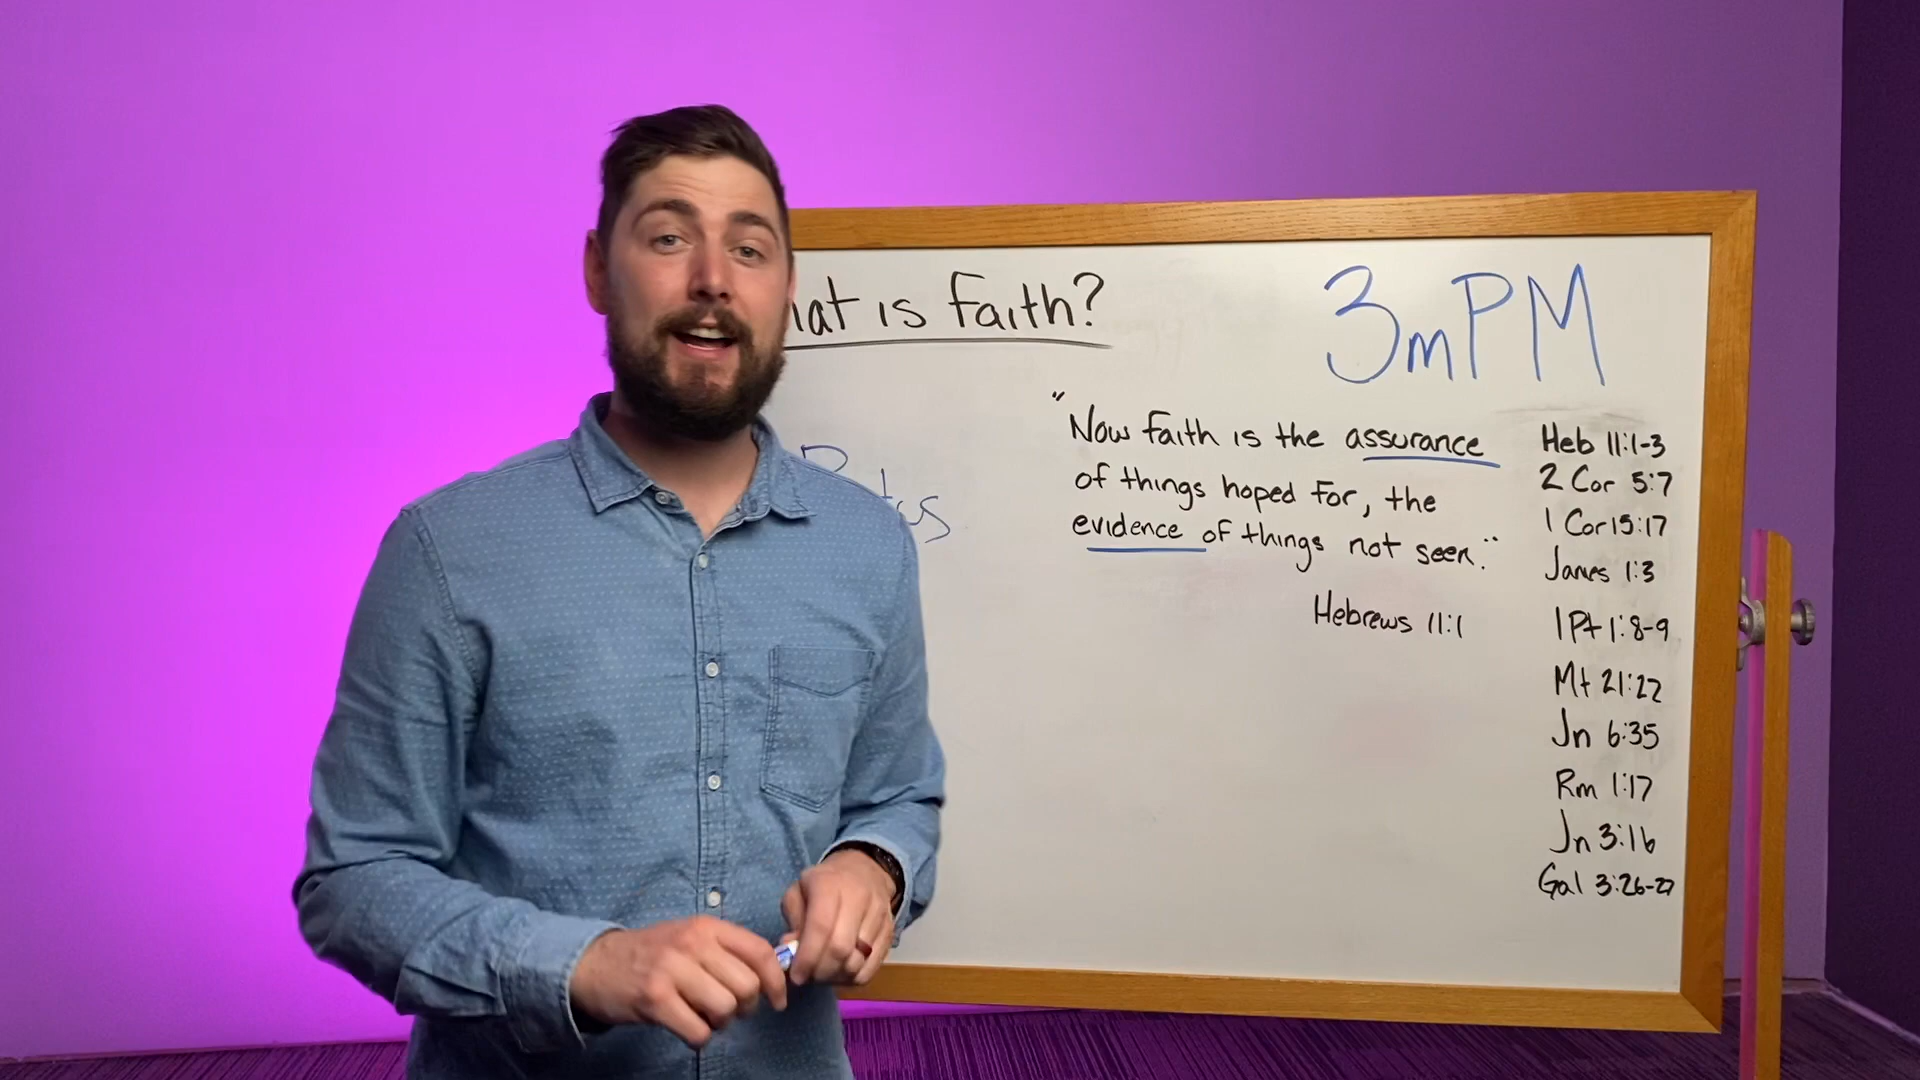 is Faith?
3mPM
"Now Faith is the assurance
of things hoped For, the
evidence of things not seen."
Hebrews 11:1
Heb 11:1-3
2 Cor 5:7
1 Cor 15:17
James 1:3
1 Pt 1:8-9
Mt 21:22
Jn 6:35
Rm 1:17
Jn 3:16
Gal 3:26-27